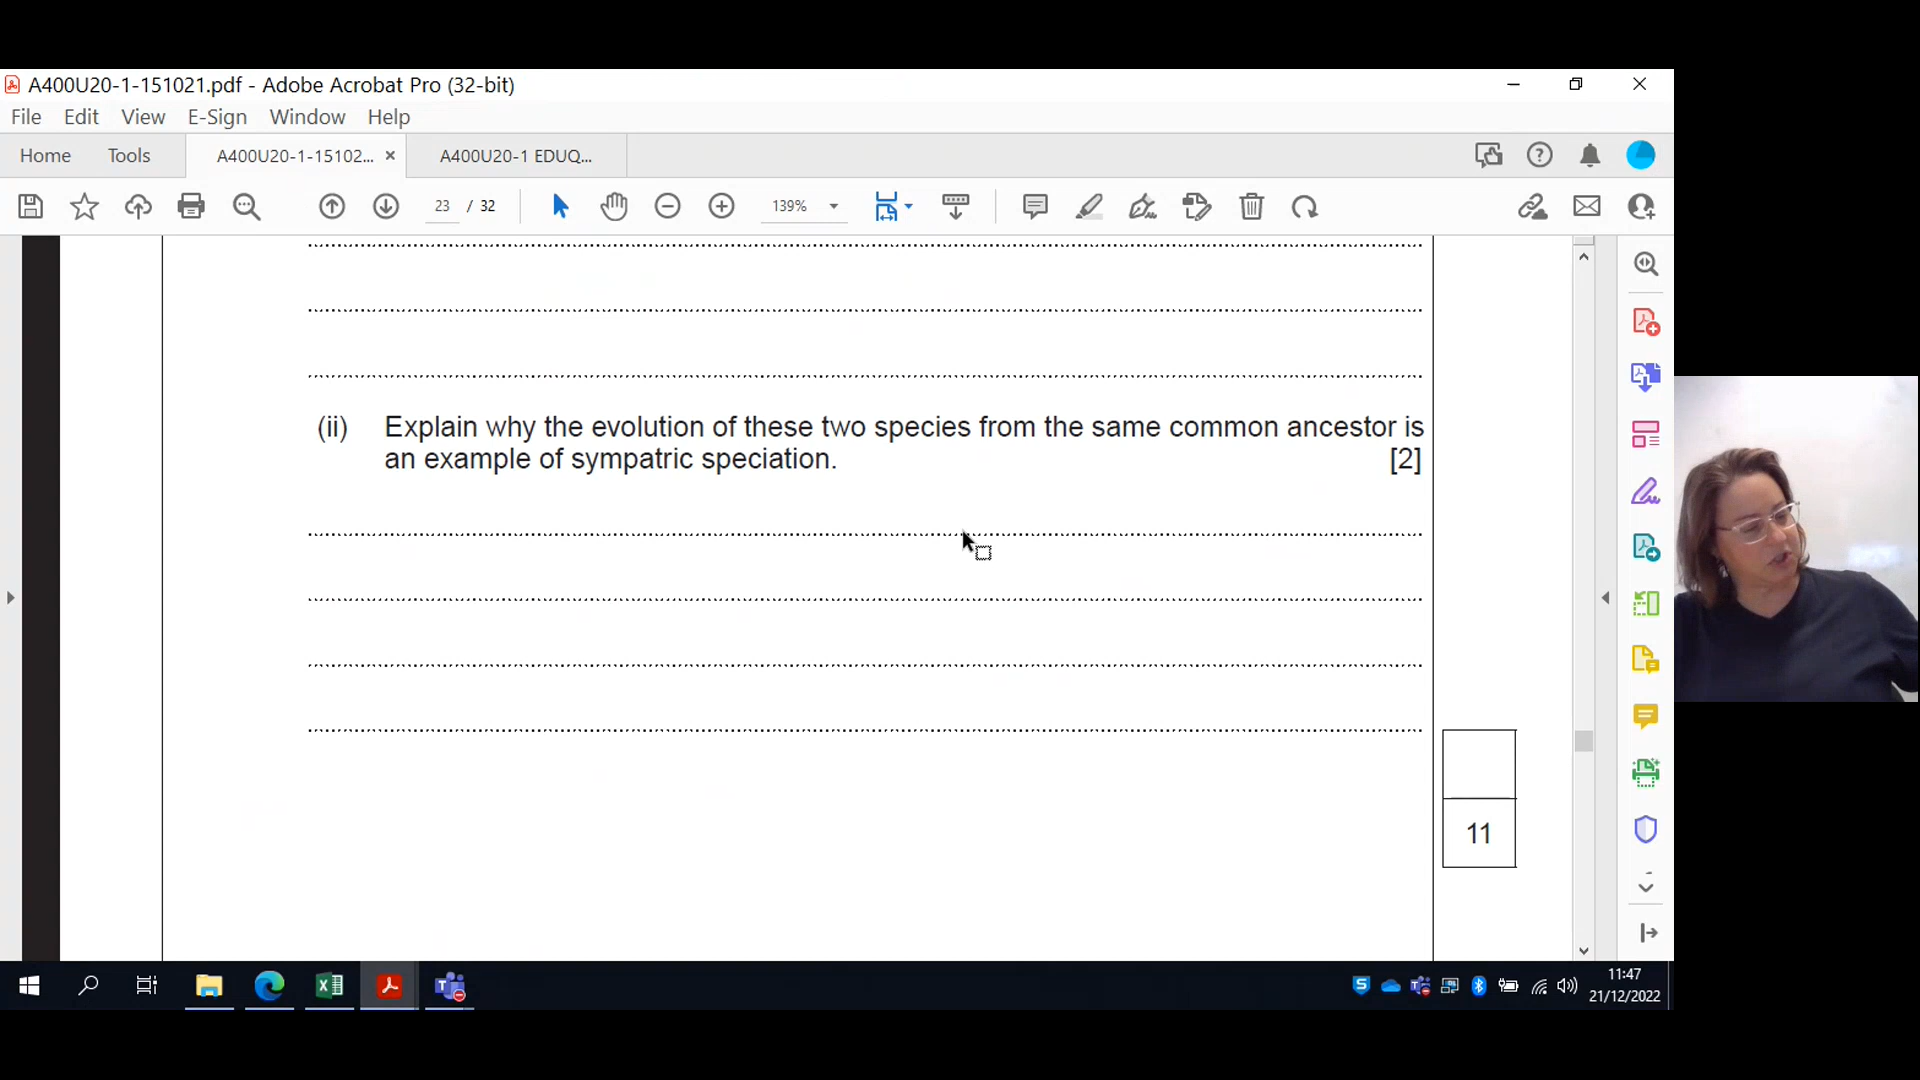 A400U20-1-151021.pdf - Adobe Acrobat Pro (32-bit)
File Edit View E-Sign Window Help
Home Tools A400U20-1-15102... × A400U20-1 EDUQ...
23 / 32 139%
(ii) Explain why the evolution of these two species from the same common ancestor is
an example of sympatric speciation. [2]
11
11:47
21/12/2022